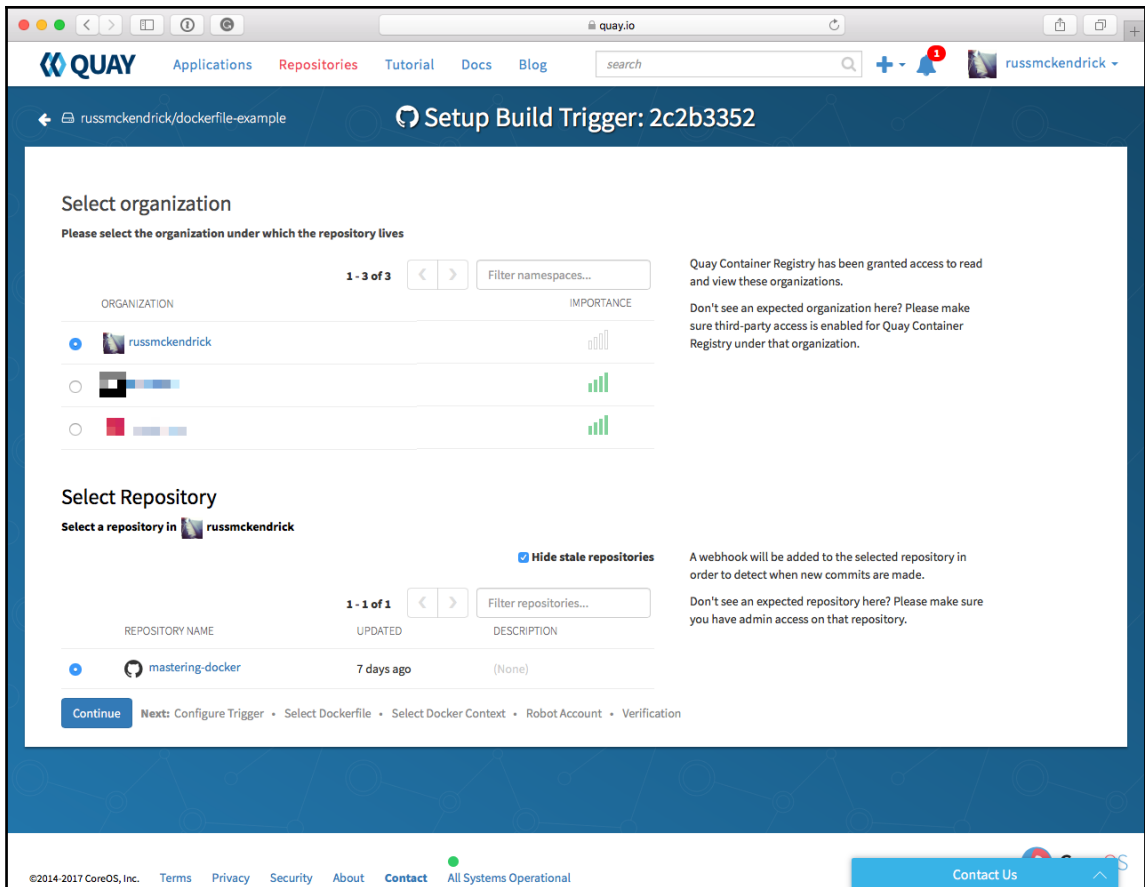 quay.io
QUAY Applications Repositories Tutorial Docs Blog search 1 russmckendrick
russmckendrick/dockerfile-example Setup Build Trigger: 2c2b3352
Select organization
Please select the organization under which the repository lives
1 - 3 of 3 Filter namespaces...
ORGANIZATION IMPORTANCE
russmckendrick
Quay Container Registry has been granted access to read
and view these organizations.
Don't see an expected organization here? Please make
sure third-party access is enabled for Quay Container
Registry under that organization.
Select Repository
Select a repository in russmckendrick
Hide stale repositories
1 - 1 of 1 Filter repositories...
REPOSITORY NAME UPDATED DESCRIPTION
mastering-docker 7 days ago (None)
A webhook will be added to the selected repository in
order to detect when new commits are made.
Don't see an expected repository here? Please make sure
you have admin access on that repository.
Continue Next: Configure Trigger • Select Dockerfile • Select Docker Context • Robot Account • Verification
©2014-2017 CoreOS, Inc. Terms Privacy Security About Contact All Systems Operational
Contact Us